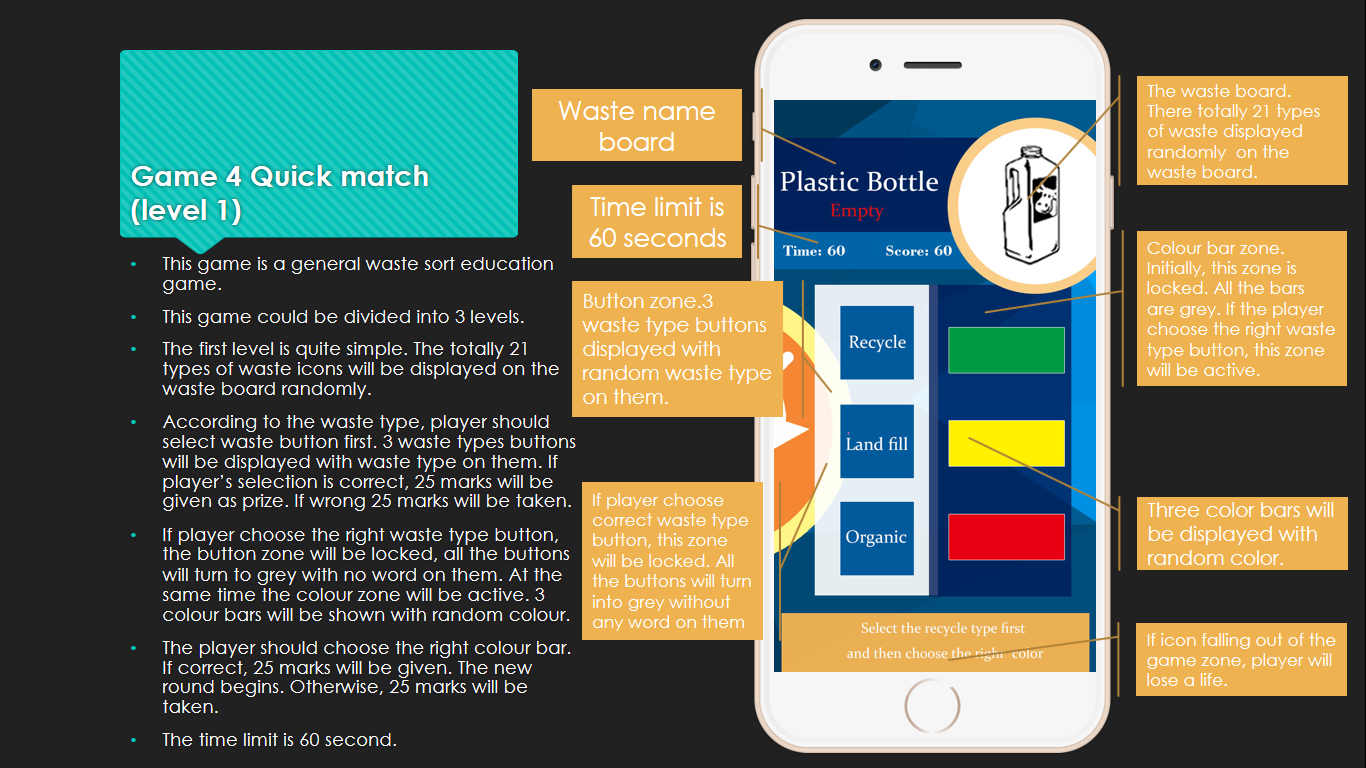 Game 4 Quick match
(level 1)
• This game is a general waste sort education
game.
• This game could be divided into 3 levels.
• The first level is quite simple. The totally 21
types of waste icons will be displayed on the
waste board randomly.
• According to the waste type, player should
select waste button first. 3 waste types buttons
will be displayed with waste type on them. If
player's selection is correct, 25 marks will be
given as prize. If wrong 25 marks will be taken.
• If player choose the right waste type button,
the button zone will be locked, all the buttons
will turn to grey with no word on them. At the
same time the colour zone will be active. 3
colour bars will be shown with random colour.
• The player should choose the right colour bar.
If correct, 25 marks will be given. The new
round begins. Otherwise, 25 marks will be
taken.
• The time limit is 60 second.
Waste name
board
Time limit is
60 seconds
Button zone.3
waste type buttons
displayed with
random waste type
on them.
If player choose
correct waste type
button, this zone
will be locked. All
the buttons will turn
into grey without
any word on them
Plastic Bottle
Empty
Time: 60 Score: 60
Recycle
Land fill
Organic
Select the recycle type first
and then choose the right color
The waste board.
There totally 21 types
of waste displayed
randomly on the
waste board.
Colour bar zone.
Initially, this zone is
locked. All the bars
are grey. If the player
choose the right waste
type button, this zone
will be active.
Three color bars will
be displayed with
random color.
If icon falling out of the
game zone, player will
lose a life.